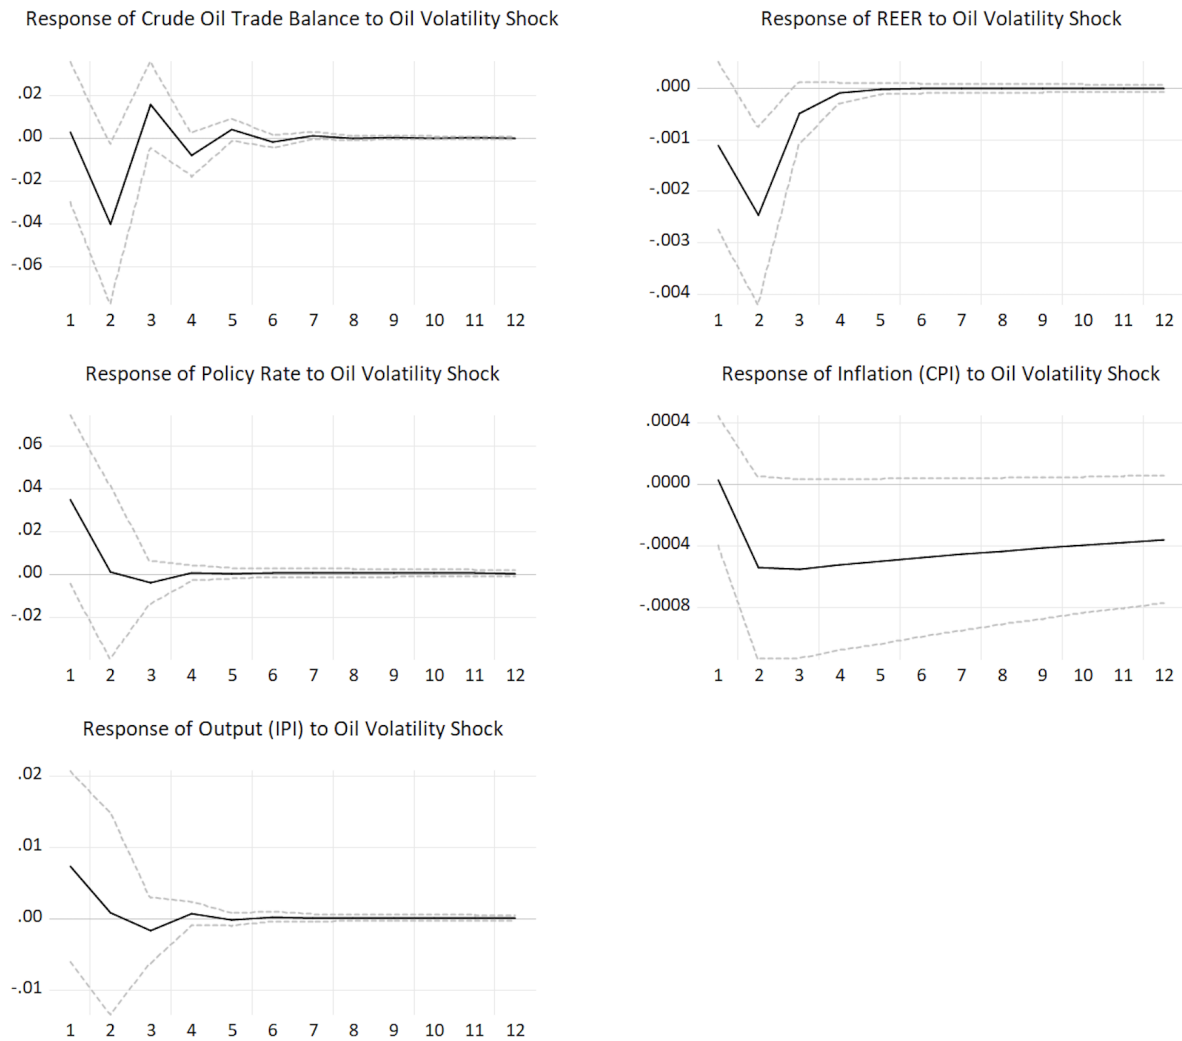 Response of Crude Oil Trade Balance to Oil Volatility Shock
.02
.00
-.02
-.04
-.06
1 2 3 4 5 6 7 8 9 10 11 12
Response of REER to Oil Volatility Shock
.000
-.001
-.002
-.003
-.004
1 2 3 4 5 6 7 8 9 10 11 12
Response of Policy Rate to Oil Volatility Shock
.06
.04
.02
.00
-.02
1 2 3 4 5 6 7 8 9 10 11 12
Response of Inflation (CPI) to Oil Volatility Shock
.0004
.0000
-.0004
-.0008
1 2 3 4 5 6 7 8 9 10 11 12
Response of Output (IPI) to Oil Volatility Shock
.02
.01
.00
-.01
1 2 3 4 5 6 7 8 9 10 11 12